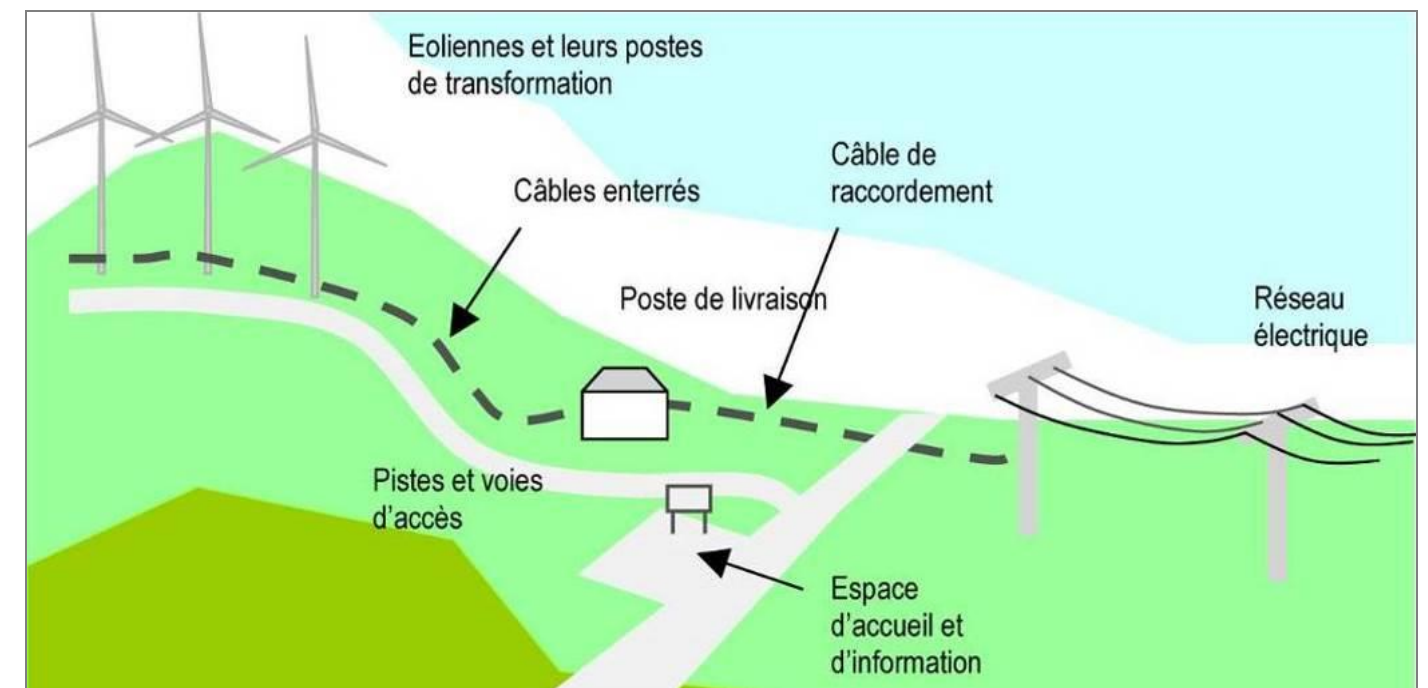 Eoliennes et leurs postes
de transformation
Câble de
raccordement
Câbles enterrés
Poste de livraison
Réseau
électrique
Pistes et voies
d’accès
Espace
d’accueil et
d’information